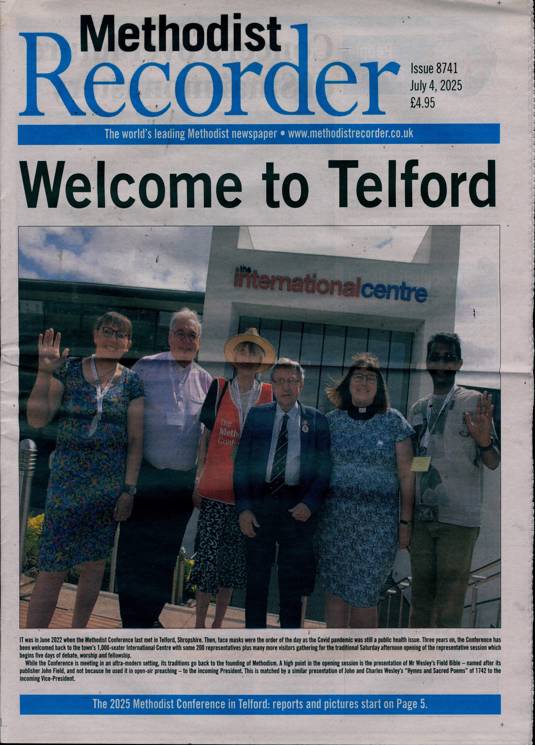 Methodist
Recorder
Issue 8741
July 4, 2025
£4.95
The world's leading Methodist newspaper • www.methodistrecorder.co.uk
Welcome to Telford
the
internationalcentre
The
Meth
Conf
IT was in June 2022 when the Methodist Conference last met in Telford, Shropshire. Then, face masks were the order of the day as the Covid pandemic was still a public health issue. Three years on, the Conference has
been welcomed back to the town's 1,000-seater International Centre with some 200 representatives plus many more visitors gathering for the traditional Saturday afternoon opening of the representative session which
begins five days of debate, worship and fellowship.
While the Conference is meeting in an ultra-modern setting, its traditions go back to the founding of Methodism. A high point in the opening session is the presentation of Mr Wesley's Field Bible – named after its
publisher John Field, and not because he used it in open-air preaching – to the incoming President. This is matched by a similar presentation of John and Charles Wesley's "Hymns and Sacred Poems" of 1742 to the
incoming Vice-President.
The 2025 Methodist Conference in Telford: reports and pictures start on Page 5.